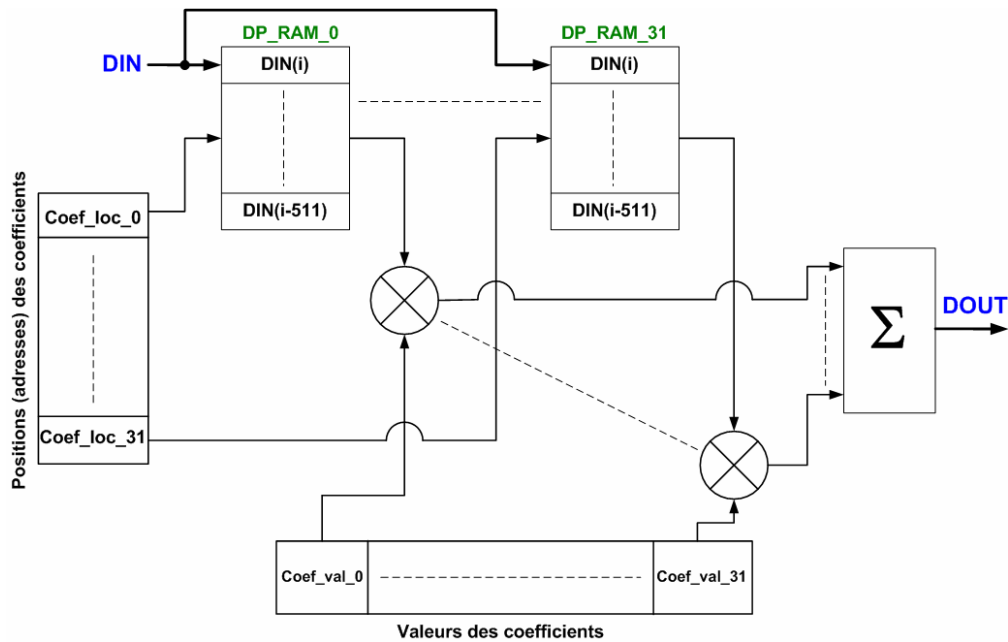 DP_RAM_0
DP_RAM_31
DIN
DIN(i)
DIN(i)
DIN(i-511)
DIN(i-511)
Positions (adresses) des coefficients
Coef_loc_0
Coef_loc_31
Σ
DOUT
Coef_val_0
Coef_val_31
Valeurs des coefficients